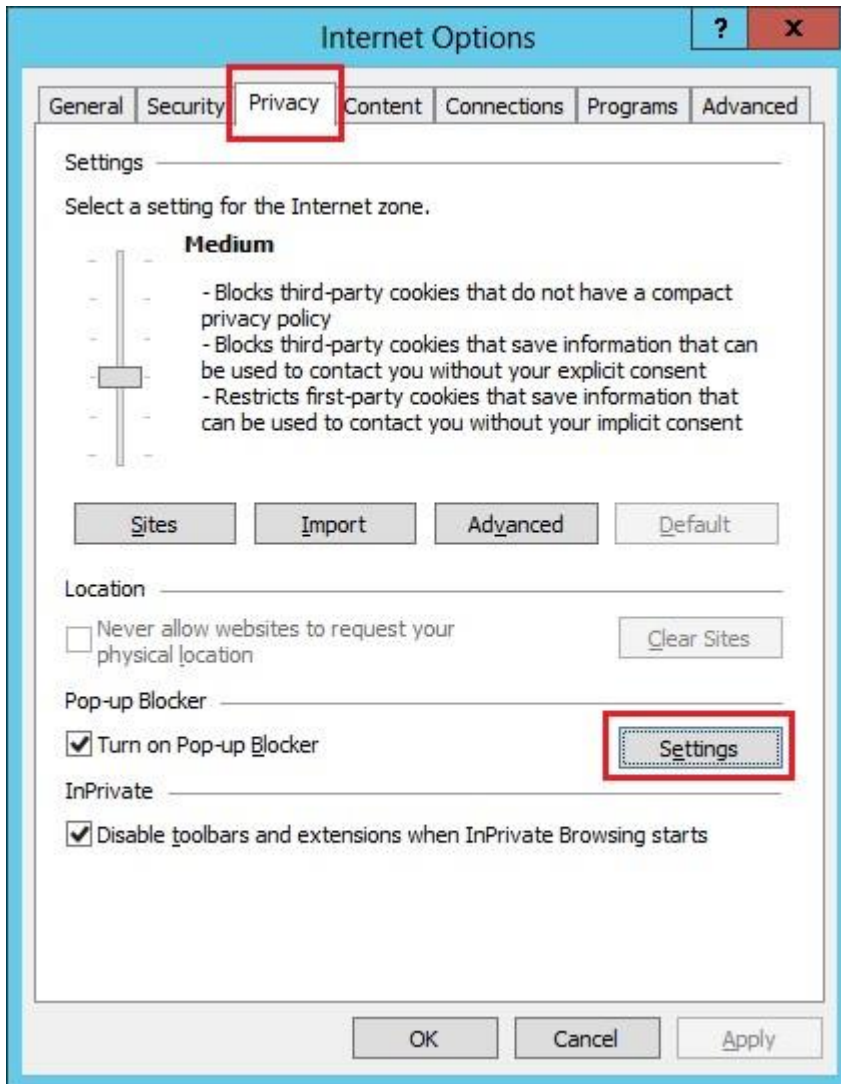 Internet Options
?
x
General
Security
Privacy
Content
Connections
Programs
Advanced
Settings
Select a setting for the Internet zone.
Medium
- Blocks third-party cookies that do not have a compact
privacy policy
- Blocks third-party cookies that save information that can
be used to contact you without your explicit consent
- Restricts first-party cookies that save information that
can be used to contact you without your implicit consent
Sites
Import
Advanced
Default
Location
Never allow websites to request your
physical location
Clear Sites
Pop-up Blocker
Turn on Pop-up Blocker
Settings
InPrivate
Disable toolbars and extensions when InPrivate Browsing starts
OK
Cancel
Apply